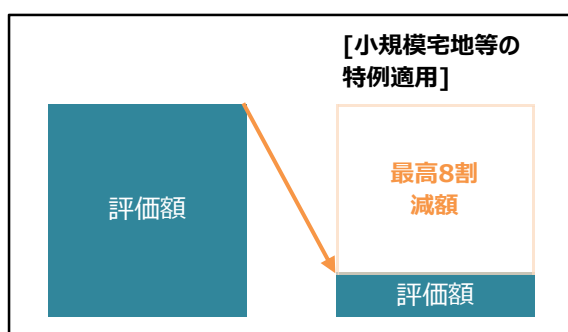 [小規模宅地等の
特例適用]
評価額
最高8割
減額
評価額